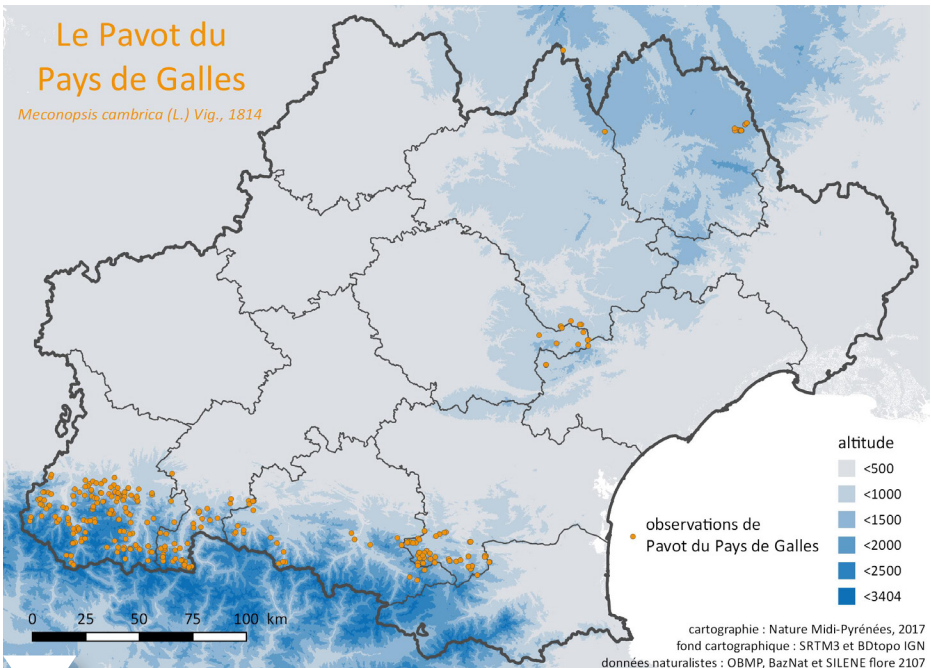 Le Pavot du
Pays de Galles
Meconopsis cambrica (L.) Vig., 1814
altitude
<500
<1000
<1500
<2000
<2500
<3404
observations de
Pavot du Pays de Galles
0 25 50 75 100 km
cartographie : Nature Midi-Pyrénées, 2017
fond cartographique : SRTM3 et BDtopo IGN
données naturalistes : OBMP, BazNat et SILENE flore 2107